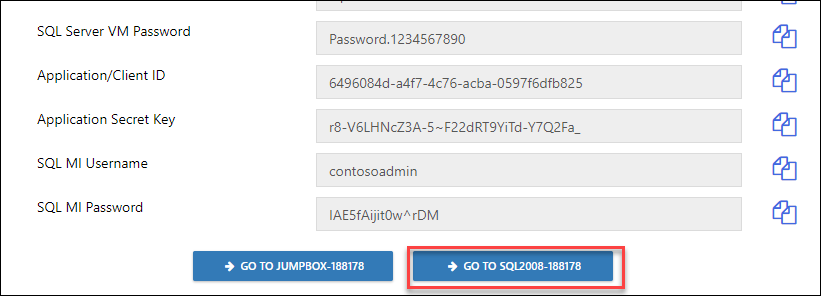 SQL Server VM Password
Password.1234567890
Application/Client ID
6496084d-a4f7-4c76-acba-0597f6dfb825
Application Secret Key
r8-V6LHNcZ3A-5~F22dRT9YiTd-Y7Q2Fa_
SQL MI Username
contosoadmin
SQL MI Password
IAE5fAijit0w^rDM
GO TO JUMPBOX-188178
GO TO SQL2008-188178